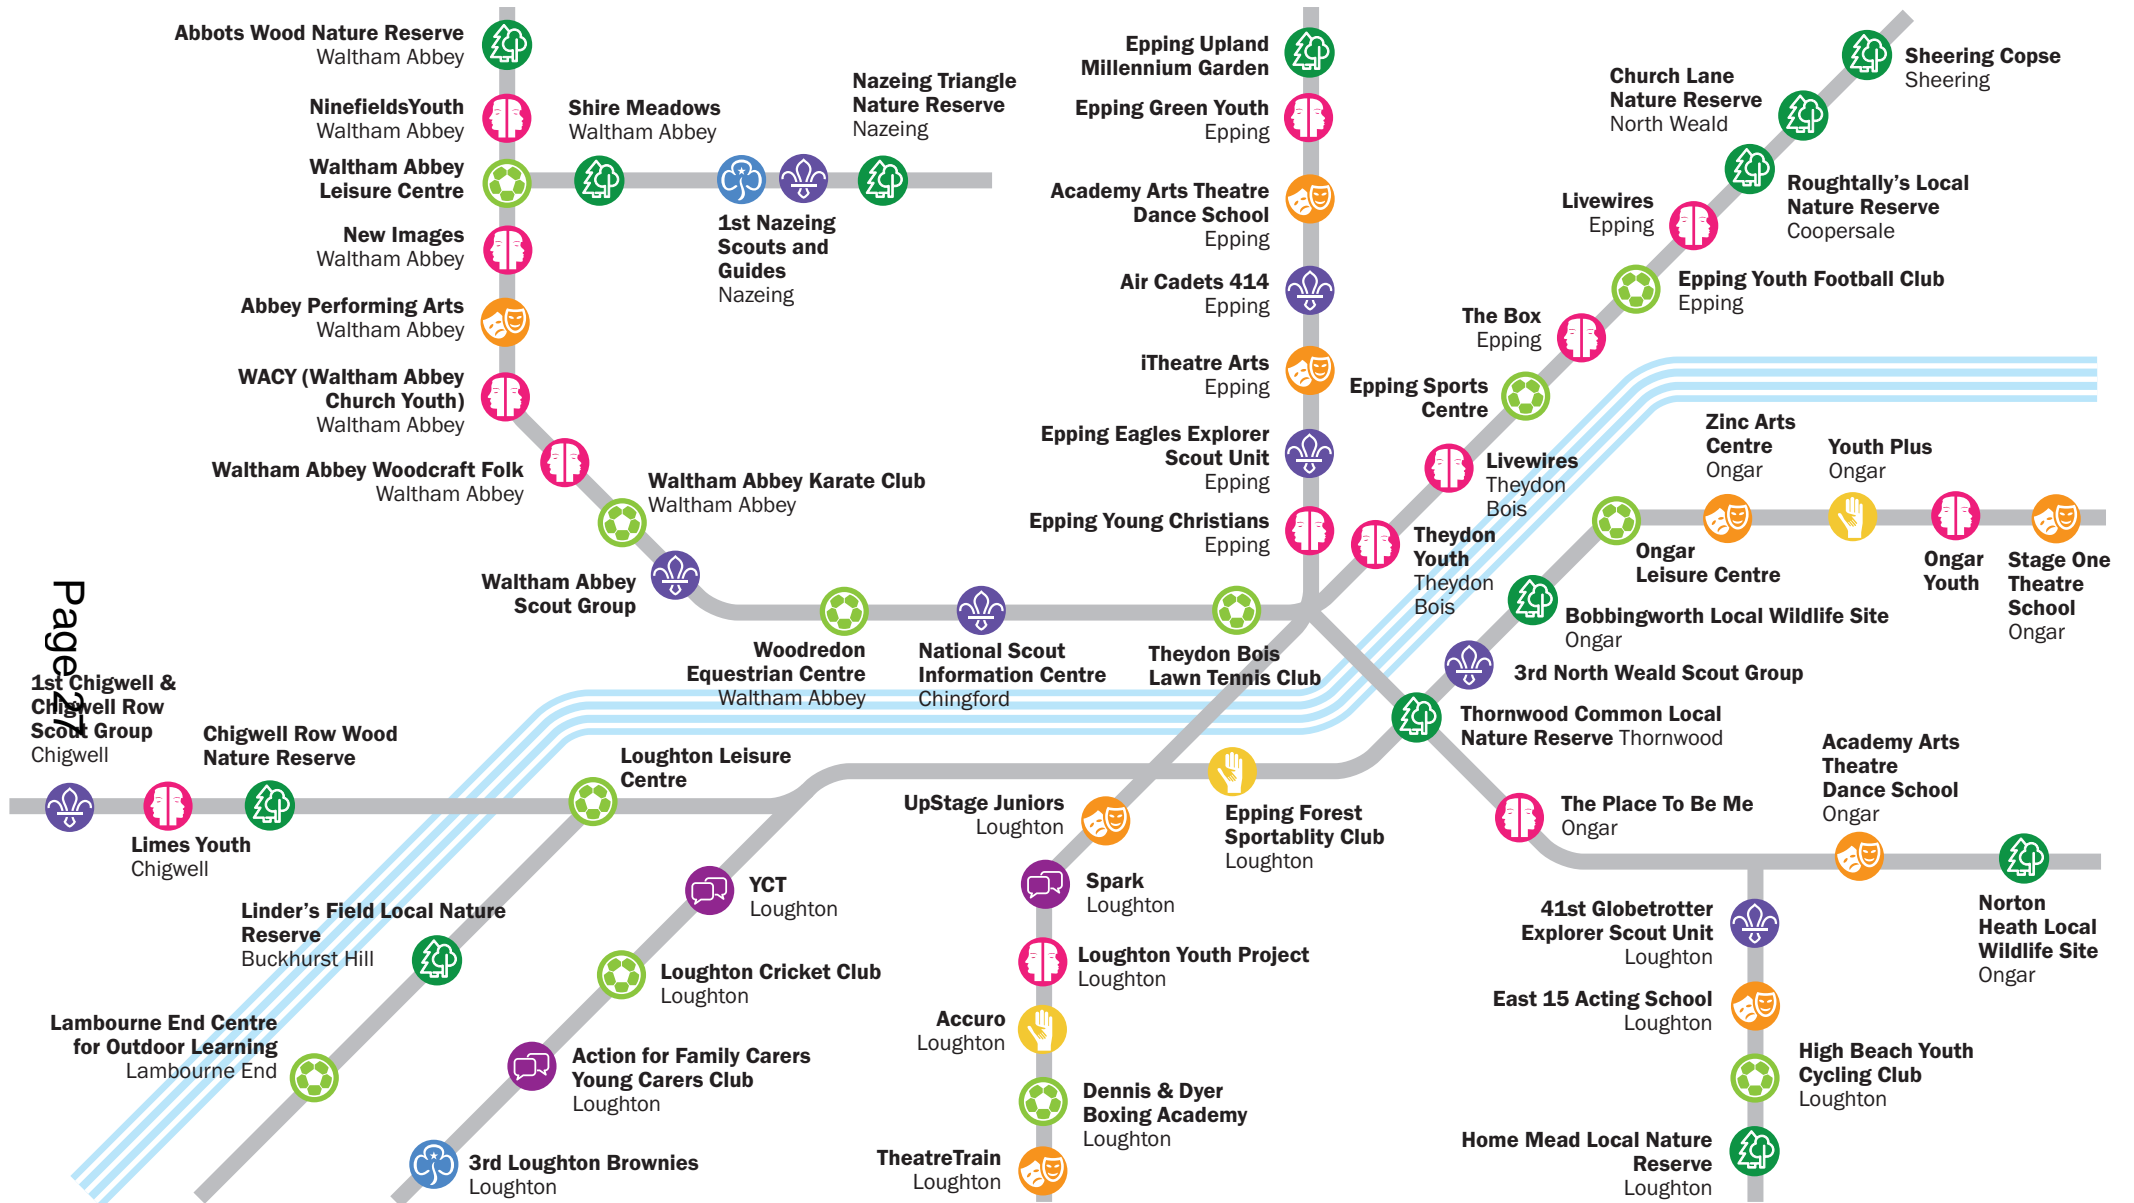 Abbots Wood Nature Reserve
Waltham Abbey
NinefieldsYouth
Waltham Abbey
Waltham Abbey
Leisure Centre
New Images
Waltham Abbey
Abbey Performing Arts
Waltham Abbey
WACY (Waltham Abbey
Church Youth)
Waltham Abbey
Waltham Abbey Woodcraft Folk
Waltham Abbey
Waltham Abbey Karate Club
Waltham Abbey
Waltham Abbey
Scout Group
Shire Meadows
Waltham Abbey
1st Nazeing
Scouts and
Guides
Nazeing
Nazeing Triangle
Nature Reserve
Nazeing
Woodredon
Equestrian Centre
Waltham Abbey
National Scout
Information Centre
Chingford
Theydon Bois
Lawn Tennis Club
Epping Upland
Millennium Garden
Epping Green Youth
Epping
Academy Arts Theatre
Dance School
Epping
Air Cadets 414
Epping
iTheatre Arts
Epping
Epping Eagles Explorer
Scout Unit
Epping
Epping Young Christians
Epping
Sheering Copse
Sheering
Church Lane
Nature Reserve
North Weald
Roughtally's Local
Nature Reserve
Coopersale
Livewires
Epping
Epping Youth Football Club
Epping
The Box
Epping
Epping Sports
Centre
Livewires
Theydon
Bois
Theydon
Youth
Theydon
Bois
Zinc Arts
Centre
Ongar
Youth Plus
Ongar
Ongar
Leisure Centre
Ongar
Youth
Stage One
Theatre
School
Ongar
Bobbingworth Local Wildlife Site
Ongar
3rd North Weald Scout Group
Thornwood Common Local
Nature Reserve Thornwood
The Place To Be Me
Ongar
Academy Arts
Theatre
Dance School
Ongar
Norton
Heath Local
Wildlife Site
Ongar
41st Globetrotter
Explorer Scout Unit
Loughton
East 15 Acting School
Loughton
High Beach Youth
Cycling Club
Loughton
Home Mead Local Nature
Reserve
Loughton
Page 27
1st Chigwell &
Chigwell Row
Scout Group
Chigwell
Limes Youth
Chigwell
Chigwell Row Wood
Nature Reserve
Loughton Leisure
Centre
Linder's Field Local Nature
Reserve
Buckhurst Hill
Lambourne End Centre
for Outdoor Learning
Lambourne End
YCT
Loughton
Loughton Cricket Club
Loughton
Action for Family Carers
Young Carers Club
Loughton
3rd Loughton Brownies
Loughton
Epping Forest
Sportablity Club
Loughton
UpStage Juniors
Loughton
Spark
Loughton
Loughton Youth Project
Loughton
Accuro
Loughton
Dennis & Dyer
Boxing Academy
Loughton
TheatreTrain
Loughton